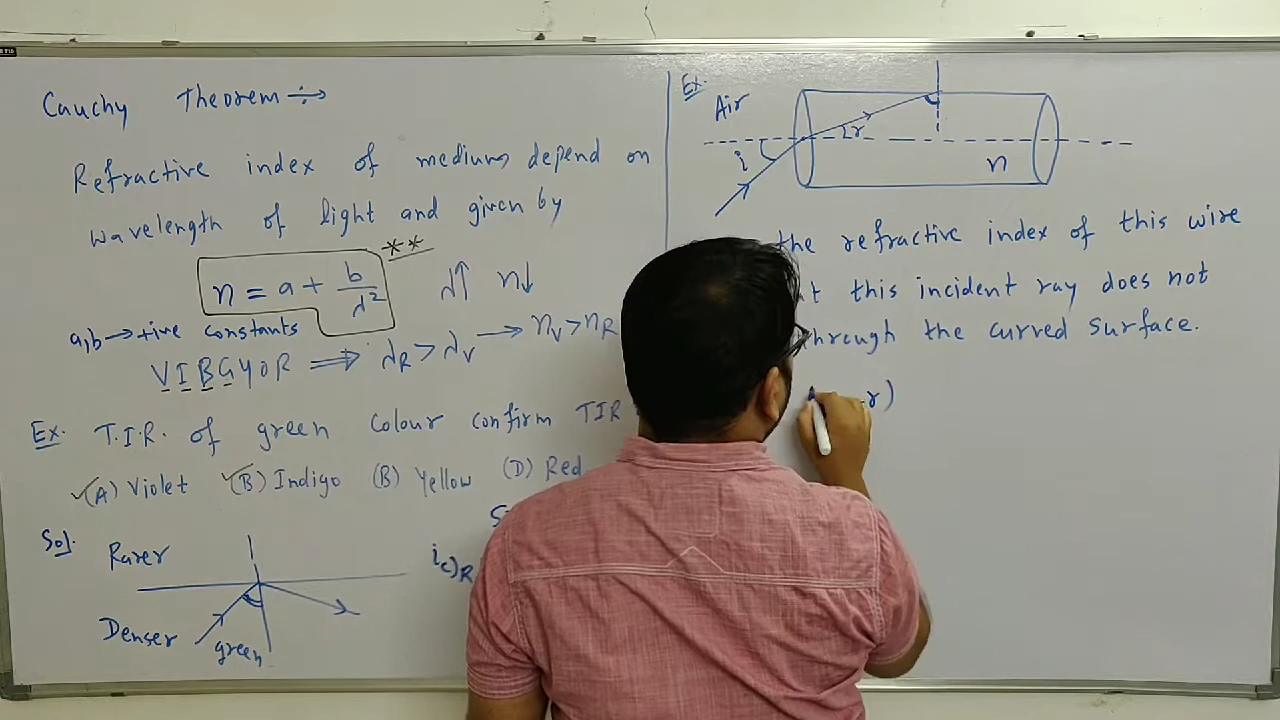 Cauchy Theorem ÷
Refractive index of medium depend on
wavelength of light and given by
n = a + b/λ² **
λ↑ n↓
a,b → +ive constants
VIBGYOR ⟹ λR > λV → nV > nR
Ex. T.I.R. of green colour confirm TIR
(A) Violet (B) Indigo (B) Yellow (D) Red
Sol.
Rarer
Denser
green
ic)R
Ex.
Air
i
r
n
the refractive index of this wire
this incident ray does not
through the curved surface.
r)